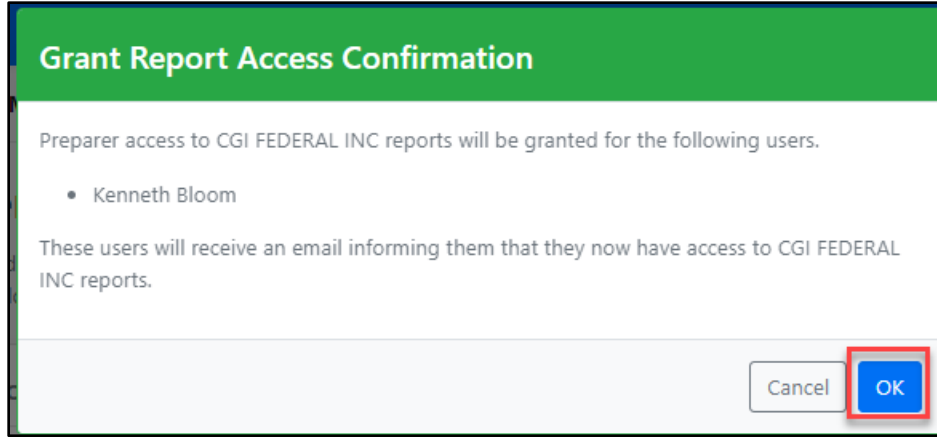 Grant Report Access Confirmation
Preparer access to CGI FEDERAL INC reports will be granted for the following users.
• Kenneth Bloom
These users will receive an email informing them that they now have access to CGI FEDERAL
INC reports.
Cancel
OK